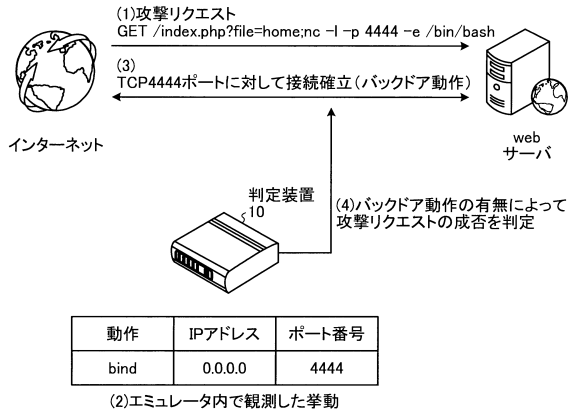 (1)攻撃リクエスト
GET /index.php?file=home;nc -l -p 4444 -e /bin/bash
(3)
TCP4444ポートに対して接続確立(バックドア動作)
インターネット
web
サーバ
判定装置
10
(4)バックドア動作の有無によって
攻撃リクエストの成否を判定
動作 IPアドレス ポート番号
bind 0.0.0.0 4444
(2)エミュレータ内で観測した挙動